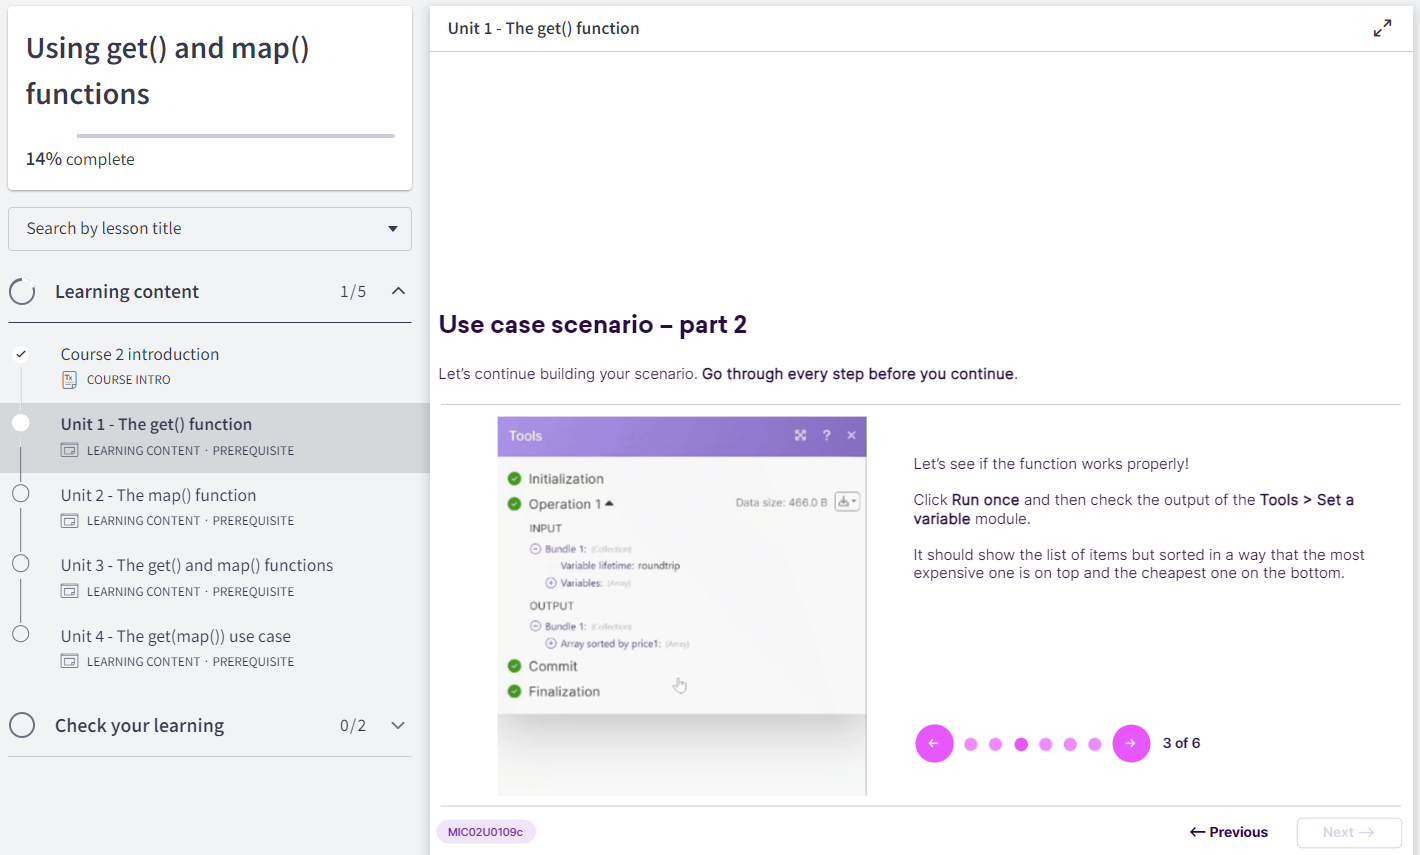 Using get() and map()
functions
14% complete
Search by lesson title
Learning content 1/5
Course 2 introduction
COURSE INTRO
Unit 1 - The get() function
LEARNING CONTENT · PREREQUISITE
Unit 2 - The map() function
LEARNING CONTENT · PREREQUISITE
Unit 3 - The get() and map() functions
LEARNING CONTENT · PREREQUISITE
Unit 4 - The get(map()) use case
LEARNING CONTENT · PREREQUISITE
Check your learning 0/2
Unit 1 - The get() function
Use case scenario – part 2
Let's continue building your scenario. Go through every step before you continue.
Tools ?
Initialization
Operation 1 Data size: 466.0 B
INPUT
Bundle 1: (Collection)
Variable lifetime: roundtrip
Variables: (Array)
OUTPUT
Bundle 1: (Collection)
Array sorted by price1: (Array)
Commit
Finalization
Let's see if the function works properly!
Click Run once and then check the output of the Tools > Set a
variable module.
It should show the list of items but sorted in a way that the most
expensive one is on top and the cheapest one on the bottom.
3 of 6
MIC02U0109c
← Previous
Next →